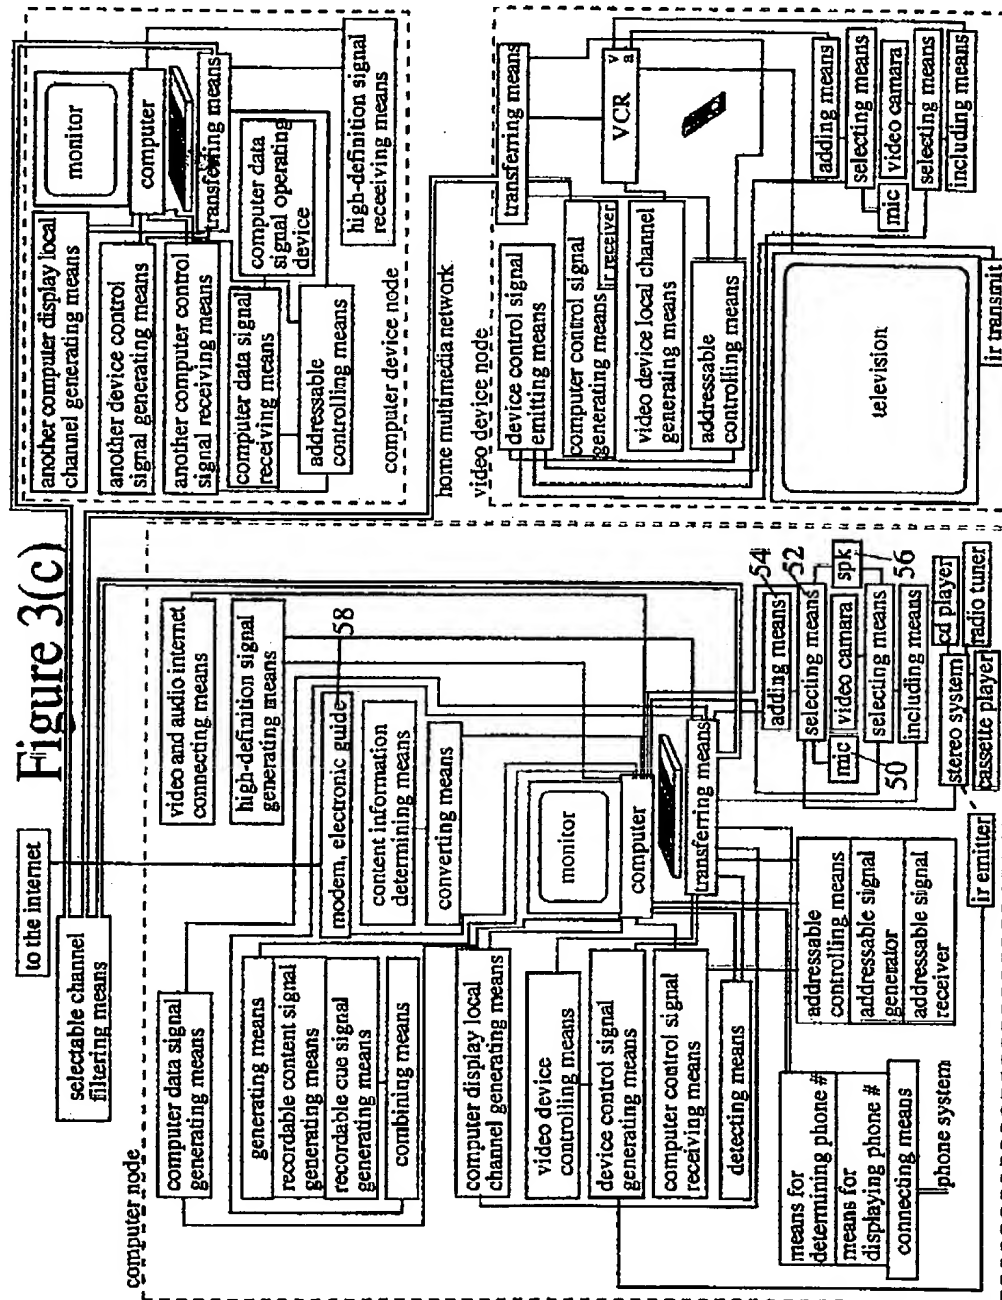 Figure 3(c)
to the internet
selectable channel
filtering means
computer node
computer data signal
generating means
generating means
recordable content signal
generating means
recordable cue signal
generating means
combining means
video and audio internet
connecting means
high-definition signal
generating means
58
modem, electronic guide
content information
determining means
converting means
computer display local
channel generating means
video device
controlling means
device control signal
generating means
computer control signal
receiving means
detecting means
monitor
computer
transferring means
means for
determining phone #
means for
displaying phone #
connecting means
phone system
addressable
controlling means
addressable signal
generator
addressable signal
receiver
ir emitter
adding means
54
selecting means
52
mic
video camara
spk
50
selecting means
56
including means
stereo system
cd player
cassette player
radio tuner
another computer display local
channel generating means
another device control
signal generating means
another computer control
signal receiving means
computer data signal
receiving means
addressable
controlling means
monitor
computer
transferring means
computer data
signal operating
device
high-definition signal
receiving means
computer device node
home multimedia network
video device node
transferring means
device control signal
emitting means
computer control signal
generating means
ir receiver
video device local channel
generating means
addressable
controlling means
VCR
v
a
adding means
selecting means
mic
video camara
selecting means
including means
television
ir transmit